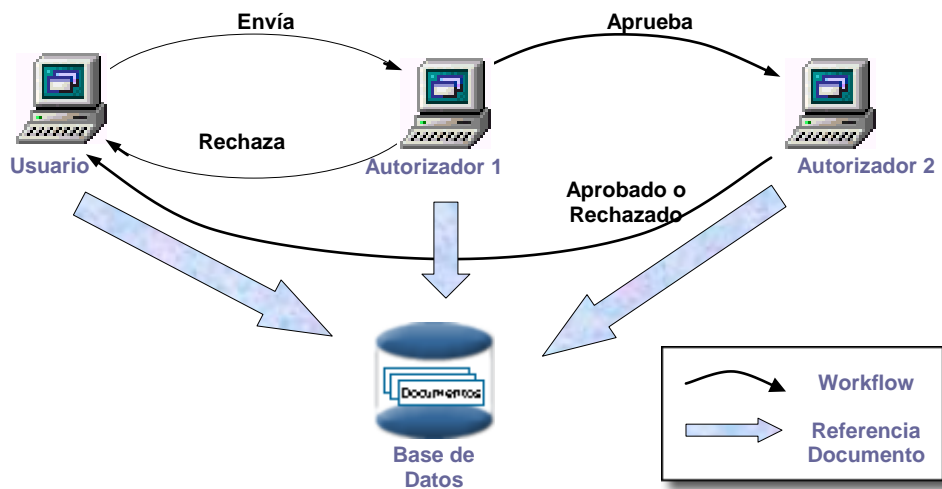 Envía
Aprueba
Rechaza
Usuario
Autorizador 1
Autorizador 2
Aprobado o
Rechazado
Documentos
Base de
Datos
Workflow
Referencia
Documento